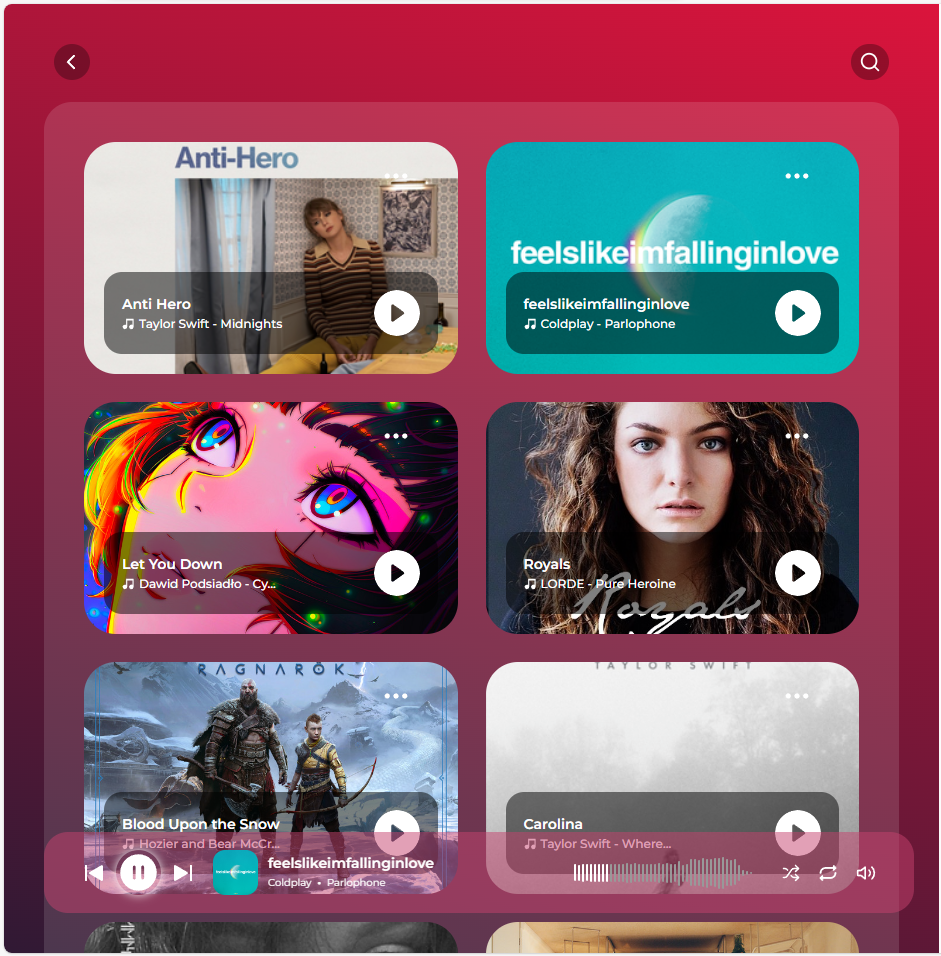 Anti-Hero
Anti Hero
Taylor Swift - Midnights
feelslikeimfallinginlove
feelslikeimfallinginlove
Coldplay - Parlophone
Let You Down
Dawid Podsiadło - Cy...
Royals
LORDE - Pure Heroine
Royals
RAGNARÖK
Blood Upon the Snow
Hozier and Bear McCr...
TAYLOR SWIFT
Carolina
Taylor Swift - Where...
feelslikeimfallinginlove
Coldplay • Parlophone